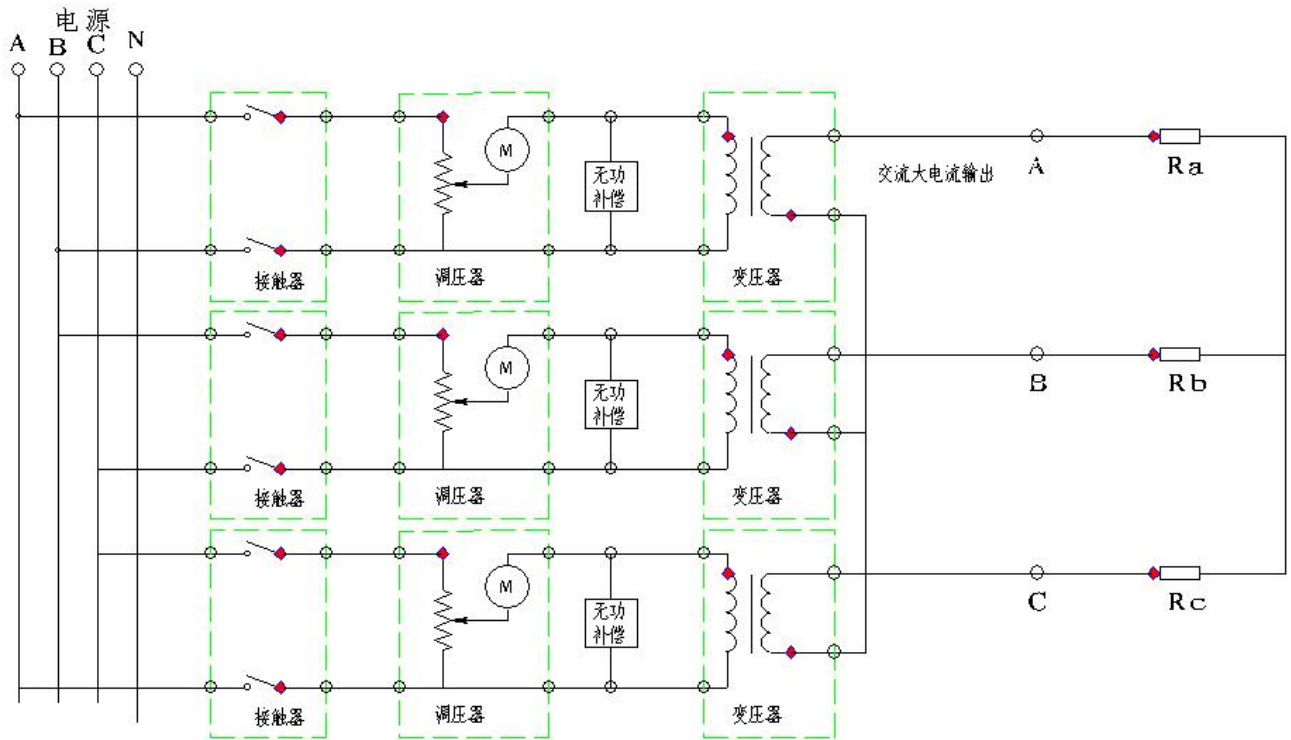 电源
A B C N
M
无功
补偿
接触器
调压器
变压器
交流大电流输出
A
Ra
M
无功
补偿
接触器
调压器
变压器
B
Rb
M
无功
补偿
接触器
调压器
变压器
C
Rc